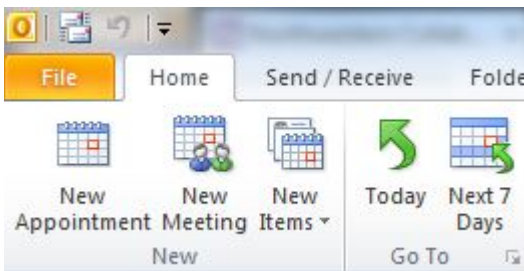 File Home Send / Receive Folde
New Appointment New Meeting New Items Today Next 7 Days
New Go To